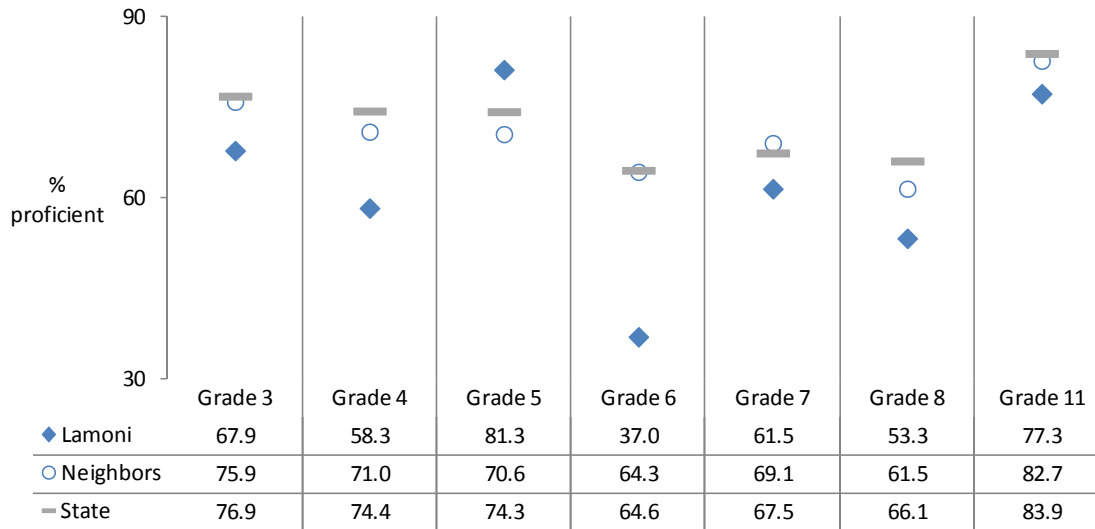 90
%
proficient
60
30
Grade 3 Grade 4 Grade 5 Grade 6 Grade 7 Grade 8 Grade 11
Lamoni 67.9 58.3 81.3 37.0 61.5 53.3 77.3
Neighbors 75.9 71.0 70.6 64.3 69.1 61.5 82.7
State 76.9 74.4 74.3 64.6 67.5 66.1 83.9